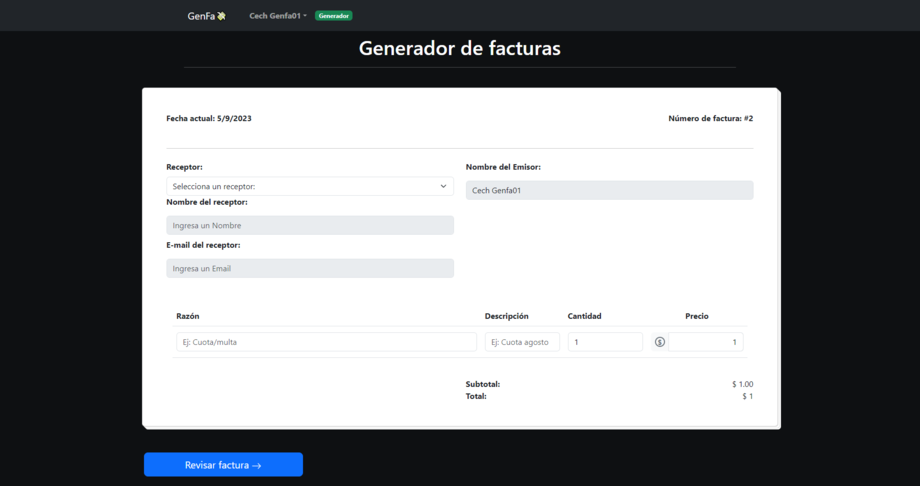 GenFa Cech Genfa01 Generador
Generador de facturas
Fecha actual: 5/9/2023 Número de factura: #2
Receptor: Nombre del Emisor:
Selecciona un receptor: Cech Genfa01
Nombre del receptor:
Ingresa un Nombre
E-mail del receptor:
Ingresa un Email
Razón Descripción Cantidad Precio
Ej: Cuota/multa Ej: Cuota agosto 1 $ 1
Subtotal: $ 1.00
Total: $ 1
Revisar factura →